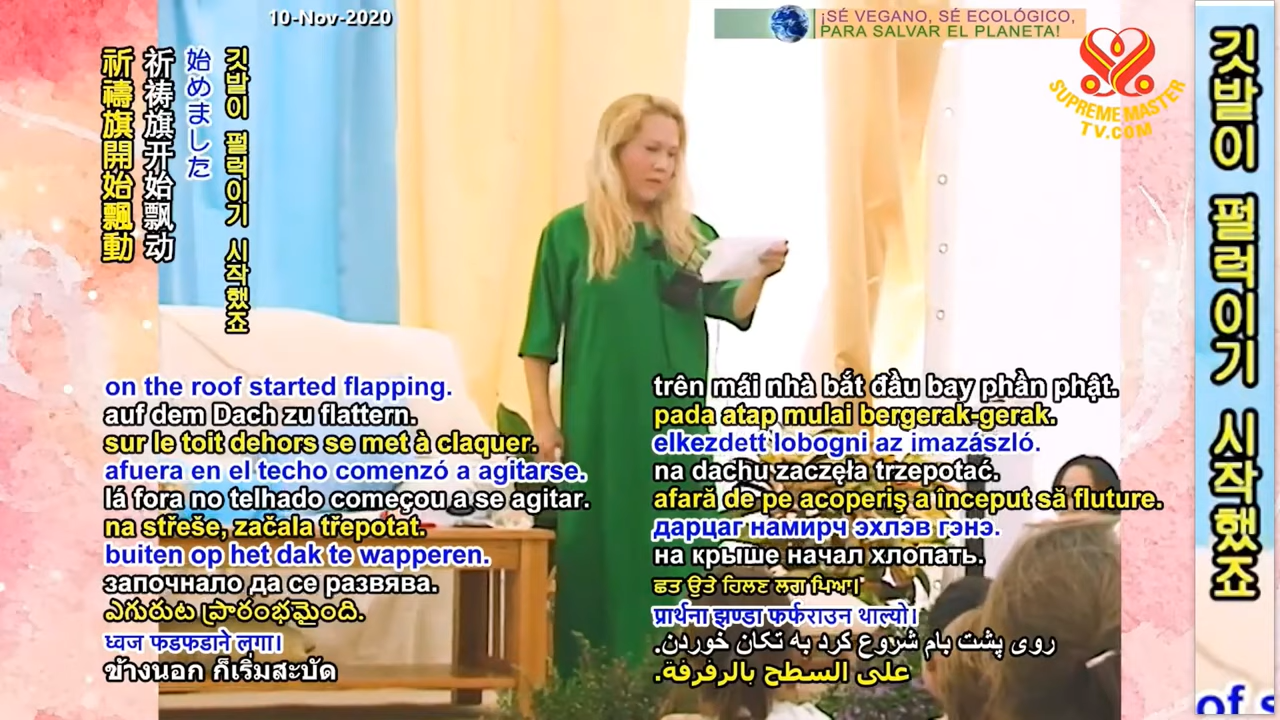 10-Nov-2020
¡SÉ VEGANO, SÉ ECOLÓGICO,
PARA SALVAR EL PLANETA!
SUPREME MASTER
TV.COM
깃발이 펄럭이기 시작했죠
始めました
祈祷旗开始飘动
祈禱旗開始飄動
on the roof started flapping.
auf dem Dach zu flattern.
sur le toit dehors se met à claquer.
afuera en el techo comenzó a agitarse.
lá fora no telhado começou a se agitar.
na střeše, začala třepotat.
buiten op het dak te wapperen.
започнало да се развява.
ఎగురుట ప్రారంభమైంది.
ध्वज फडफडाने लगा।
ข้างนอก ก็เริ่มสะบัด
trên mái nhà bắt đầu bay phần phật.
pada atap mulai bergerak-gerak.
elkezdett lobogni az imazászló.
na dachu zaczęła trzepotać.
afară de pe acoperiş a început să fluture.
дарцаг намирч эхлэв гэнэ.
на крыше начал хлопать.
ਛਤ ਉਤੇ ਹਿਲਣ ਲਗ ਪਿਆ।
प्रार्थना झण्डा फर्फराउन थाल्यो।
روی پشت بام شروع کرد به تکان خوردن.
على السطح بالرفرفة.
깃발이 펄럭이기 시작했죠
of s